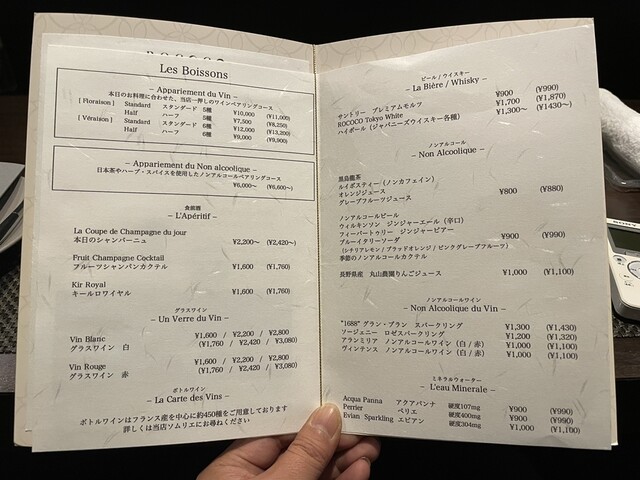 Les Boissons
– Appariement du Vin –
本日のお料理に合わせた、当店一押しのワインペアリングコース
[ Floraison ] Standard スタンダード 5種 ¥10,000 (¥11,000)
Half ハーフ 5種 ¥7,500 (¥8,250)
[ Véraison ] Standard スタンダード 6種 ¥12,000 (¥13,200)
Half ハーフ 6種 ¥9,000 (¥9,900)
– Appariement du Non alcoolique –
日本茶やハーブ・スパイスを使用したノンアルコールペアリングコース
¥6,000〜 (¥6,600〜)
食前酒
– L'Apéritif –
La Coupe de Champagne du jour
本日のシャンパーニュ ¥2,200〜 (¥2,420〜)
Fruit Champagne Cocktail
フルーツシャンパンカクテル ¥1,600 (¥1,760)
Kir Royal
キールロワイヤル ¥1,600 (¥1,760)
グラスワイン
– Un Verre du Vin –
Vin Blanc ¥1,600 / ¥2,200 / ¥2,800
グラスワイン 白 (¥1,760 / ¥2,420 / ¥3,080)
Vin Rouge ¥1,600 / ¥2,200 / ¥2,800
グラスワイン 赤 (¥1,760 / ¥2,420 / ¥3,080)
ボトルワイン
– La Carte des Vins –
ボトルワインはフランス産を中心に約450種をご用意しております
詳しくは当店ソムリエにお尋ねください
ビール / ウイスキー
– La Bière / Whisky –
サントリー プレミアムモルツ ¥900 (¥990)
ROCOCO Tokyo White ¥1,700 (¥1,870)
ハイボール (ジャパニーズウイスキー各種) ¥1,300〜 (¥1430〜)
ノンアルコール
– Non Alcoolique –
黒烏龍茶
ルイボスティー (ノンカフェイン)
オレンジジュース
グレープフルーツジュース ¥800 (¥880)
ノンアルコールビール
ウィルキンソン ジンジャーエール (辛口)
フィーバートゥリー ジンジャービアー
ブルーイタリーソーダ ¥900 (¥990)
(シチリアレモン / ブラッドオレンジ / ピンクグレープフルーツ)
季節のノンアルコールカクテル
長野県産 丸山農園りんごジュース ¥1,000 (¥1,100)
ノンアルコールワイン
– Non Alcoolique du Vin –
"1688" グラン・ブラン スパークリング ¥1,300 (¥1,430)
ソージェニー ロゼスパークリング ¥1,200 (¥1,320)
アランミリア ノンアルコールワイン (白 / 赤) ¥1,000 (¥1,100)
ヴィンテンス ノンアルコールワイン (白 / 赤) ¥1,000 (¥1,100)
ミネラルウォーター
– L'eau Minerale –
Acqua Panna アクアパンナ 硬度107mg ¥900 (¥990)
Perrier ペリエ 硬度400mg ¥900 (¥990)
Evian Sparkling エビアン 硬度304mg ¥1,000 (¥1,100)
SONY